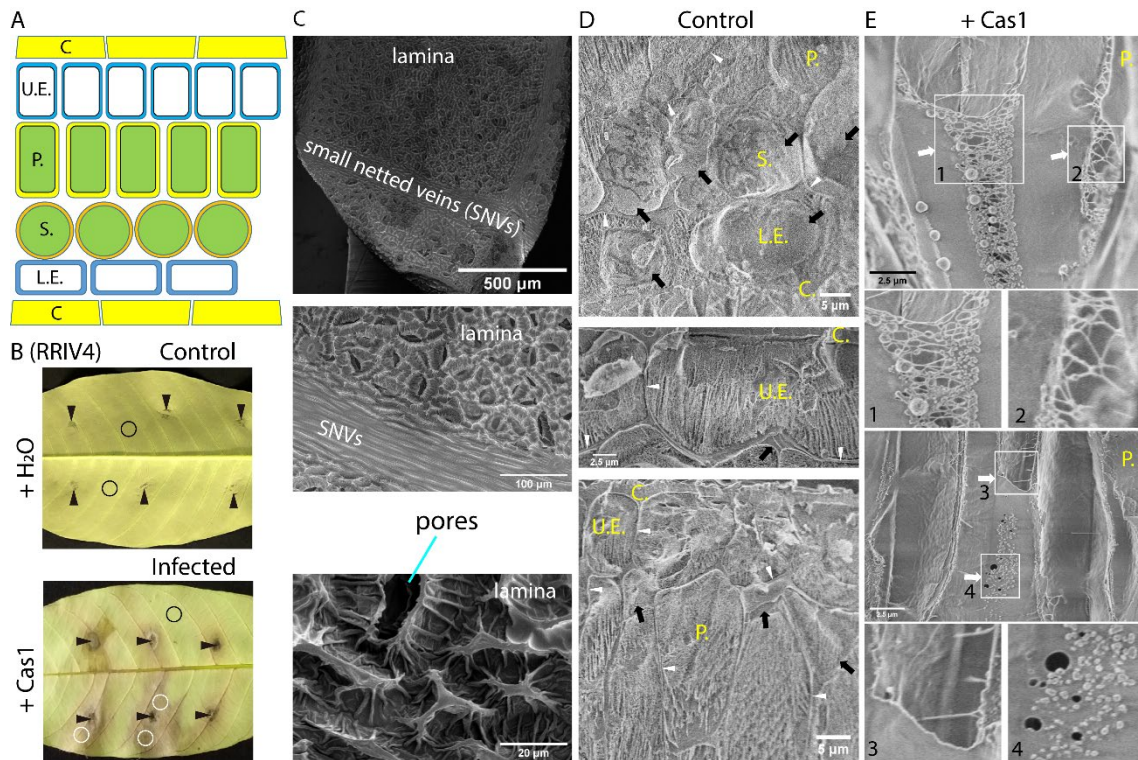 A
C
U.E.
P.
S.
L.E.
C
B (RRIV4)
Control
+ H2O
Infected
+ Cas1
C
lamina
small netted veins (SNVs)
500 µm
lamina
SNVs
100 µm
pores
lamina
20 µm
D
Control
P.
S.
L.E.
C.
5 µm
C.
U.E.
2.5 µm
C.
U.E.
P.
5 µm
E
+ Cas1
P.
1
2
2.5 µm
1
2
P.
3
4
2.5 µm
3
4